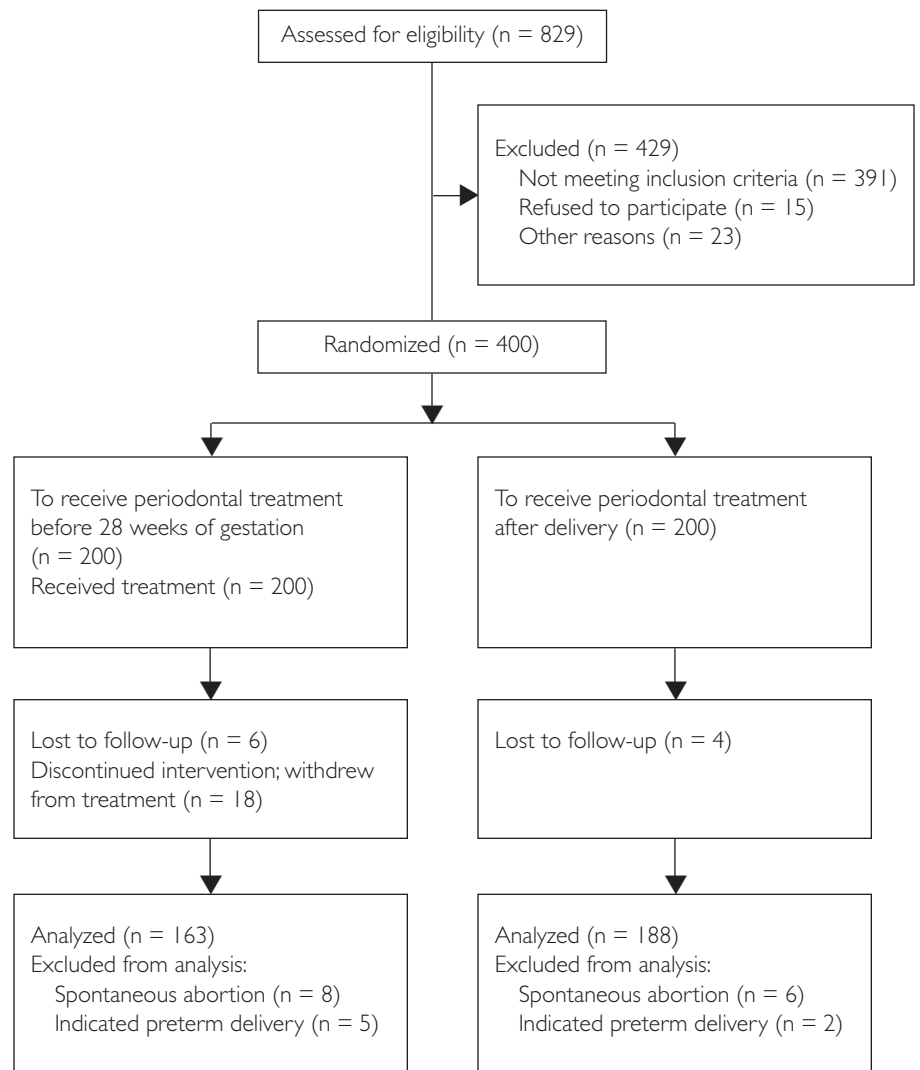 Assessed for eligibility (n = 829)
Excluded (n = 429)
Not meeting inclusion criteria (n = 391)
Refused to participate (n = 15)
Other reasons (n = 23)
Randomized (n = 400)
To receive periodontal treatment
before 28 weeks of gestation
(n = 200)
Received treatment (n = 200)
To receive periodontal treatment
after delivery (n = 200)
Lost to follow-up (n = 6)
Discontinued intervention; withdrew
from treatment (n = 18)
Lost to follow-up (n = 4)
Analyzed (n = 163)
Excluded from analysis:
Spontaneous abortion (n = 8)
Indicated preterm delivery (n = 5)
Analyzed (n = 188)
Excluded from analysis:
Spontaneous abortion (n = 6)
Indicated preterm delivery (n = 2)